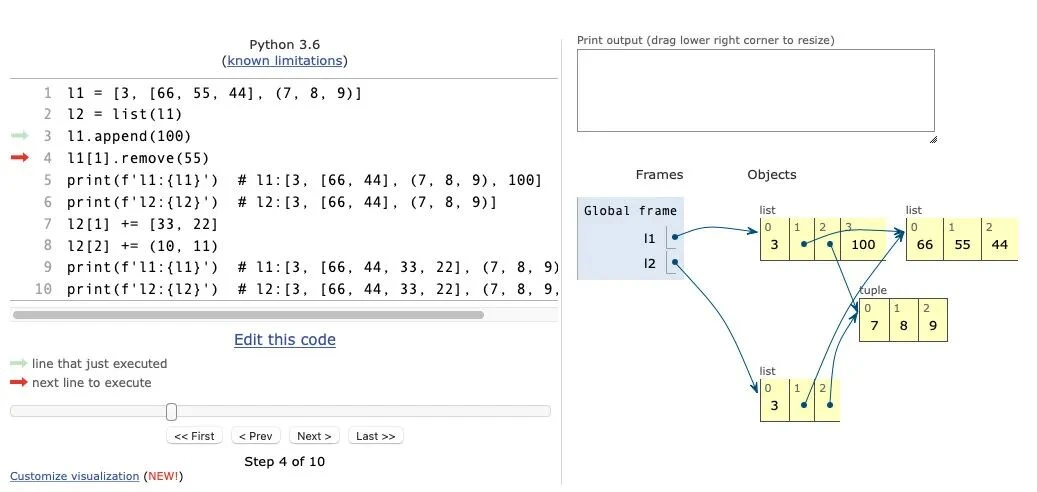 Python 3.6
(known limitations)
1 l1 = [3, [66, 55, 44], (7, 8, 9)]
2 l2 = list(l1)
3 l1.append(100)
4 l1[1].remove(55)
5 print(f'l1:{l1}')  # l1:[3, [66, 44], (7, 8, 9), 100]
6 print(f'l2:{l2}')  # l2:[3, [66, 44], (7, 8, 9)]
7 l2[1] += [33, 22]
8 l2[2] += (10, 11)
9 print(f'l1:{l1}')  # l1:[3, [66, 44, 33, 22], (7, 8, 9)
10 print(f'l2:{l2}')  # l2:[3, [66, 44, 33, 22], (7, 8, 9,
Edit this code
line that just executed
next line to execute
<< First < Prev Next > Last >>
Step 4 of 10
Customize visualization (NEW!)
Print output (drag lower right corner to resize)
Frames Objects
Global frame
l1
l2
list
0 1 2 3
3 100
list
0 1 2
66 55 44
tuple
0 1 2
7 8 9
list
0 1 2
3